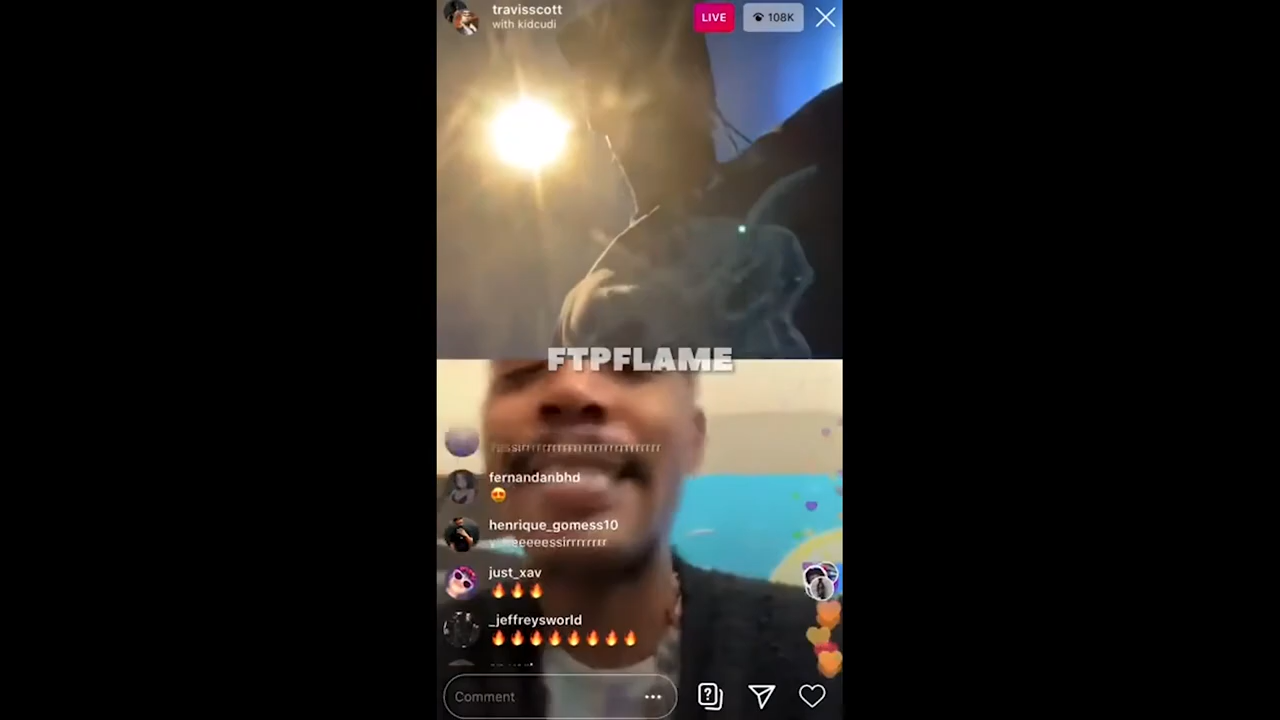 travisscott
with kidcudi
LIVE
108K
FTPFLAME
fernandanbhd
😍
henrique_gomess10
just_xav
🔥🔥🔥
_jeffreysworld
🔥🔥🔥🔥🔥🔥🔥🔥
Comment